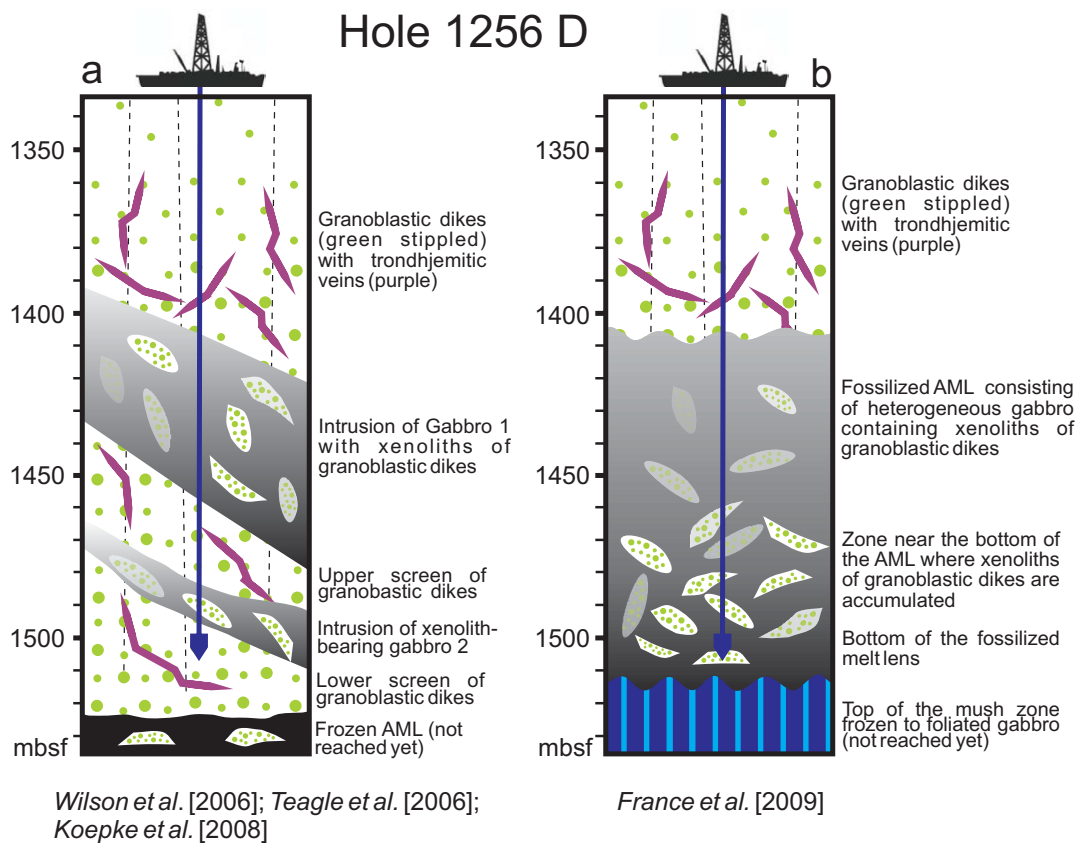 Hole 1256 D
a
1350
1400
1450
1500
mbsf
Granoblastic dikes
(green stippled)
with trondhjemitic
veins (purple)
Intrusion of Gabbro 1
with xenoliths of
granoblastic dikes
Upper screen of
granobastic dikes
Intrusion of xenolith-
bearing gabbro 2
Lower screen of
granoblastic dikes
Frozen AML (not
reached yet)
Wilson et al. [2006]; Teagle et al. [2006];
Koepke et al. [2008]
b
1350
1400
1450
1500
mbsf
Granoblastic dikes
(green stippled)
with trondhjemitic
veins (purple)
Fossilized AML consisting
of heterogeneous gabbro
containing xenoliths of
granoblastic dikes
Zone near the bottom of
the AML where xenoliths
of granoblastic dikes are
accumulated
Bottom of the fossilized
melt lens
Top of the mush zone
frozen to foliated gabbro
(not reached yet)
France et al. [2009]